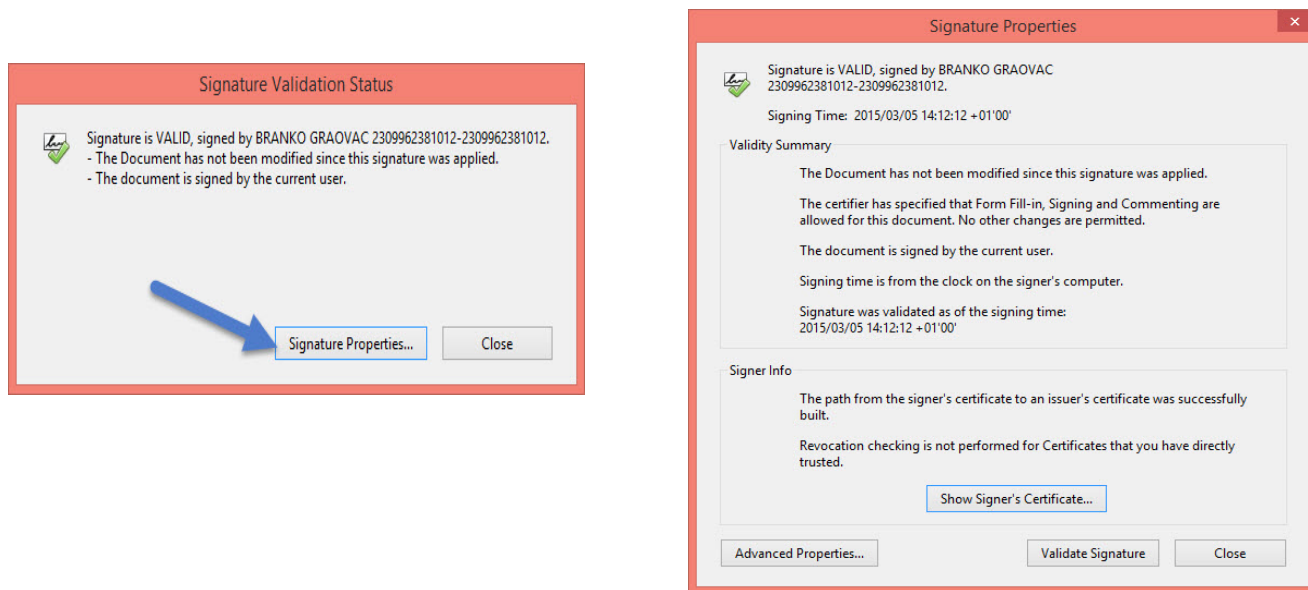 Signature Validation Status
Signature is VALID, signed by BRANKO GRAOVAC 2309962381012-2309962381012.
- The Document has not been modified since this signature was applied.
- The document is signed by the current user.
Signature Properties...
Close
Signature Properties
Signature is VALID, signed by BRANKO GRAOVAC
2309962381012-2309962381012.
Signing Time: 2015/03/05 14:12:12 +01'00'
Validity Summary
The Document has not been modified since this signature was applied.
The certifier has specified that Form Fill-in, Signing and Commenting are
allowed for this document. No other changes are permitted.
The document is signed by the current user.
Signing time is from the clock on the signer's computer.
Signature was validated as of the signing time:
2015/03/05 14:12:12 +01'00'
Signer Info
The path from the signer's certificate to an issuer's certificate was successfully
built.
Revocation checking is not performed for Certificates that you have directly
trusted.
Show Signer's Certificate...
Advanced Properties...
Validate Signature
Close